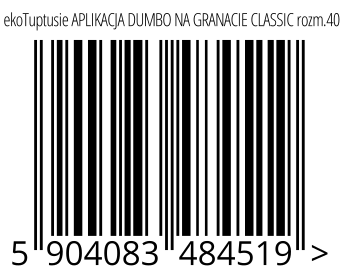 ekoTuptusie APLIKACJA DUMBO NA GRANACIE CLASSIC rozm.40
5 904083 484519 >